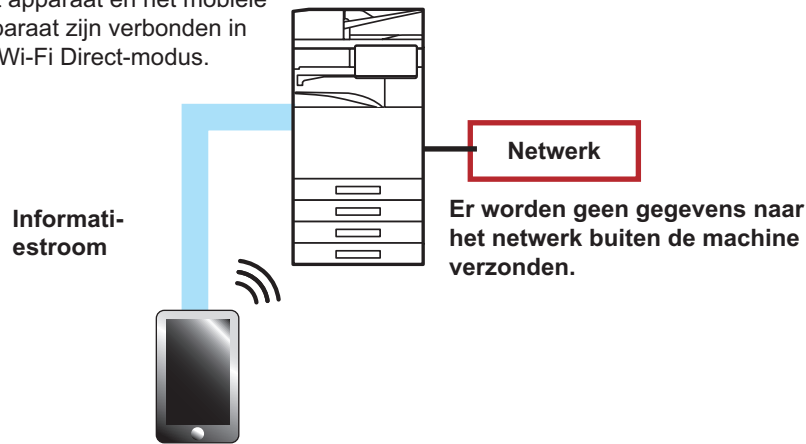 apparaat en het mobiele
paraat zijn verbonden in
Wi-Fi Direct-modus.
Netwerk
Informati-
estroom
Er worden geen gegevens naar
het netwerk buiten de machine
verzonden.